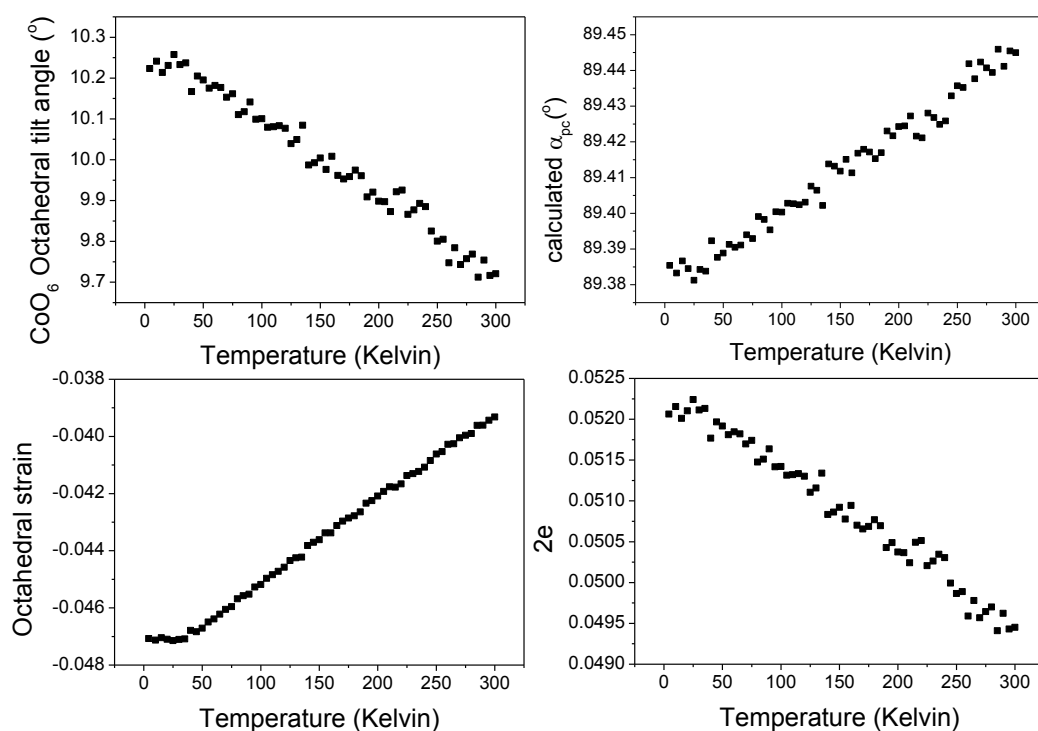 CoO6 Octahedral tilt angle (º)
10.3
10.2
10.1
10.0
9.9
9.8
9.7
0 50 100 150 200 250 300
Temperature (Kelvin)
calculated αpc(º)
89.45
89.44
89.43
89.42
89.41
89.40
89.39
89.38
0 50 100 150 200 250 300
Temperature (Kelvin)
Octahedral strain
-0.038
-0.040
-0.042
-0.044
-0.046
-0.048
0 50 100 150 200 250 300
Temperature (Kelvin)
2e
0.0525
0.0520
0.0515
0.0510
0.0505
0.0500
0.0495
0.0490
0 50 100 150 200 250 300
Temperature (Kelvin)